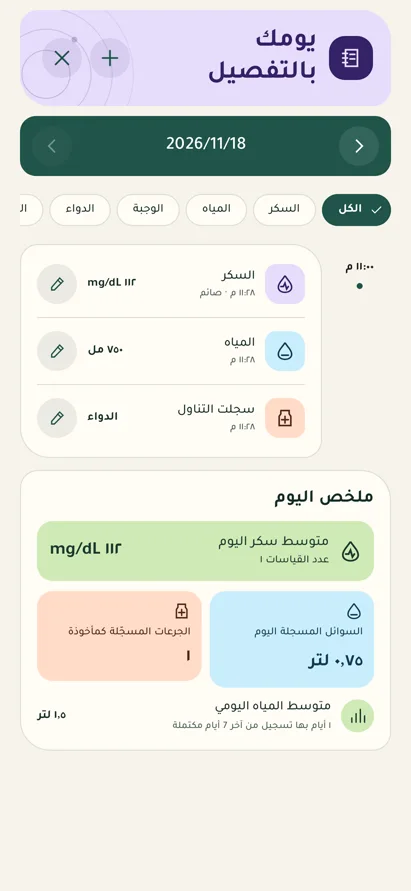 يومك
بالتفصيل
2026/11/18
الكل
السكر
المياه
الوجبة
الدواء
١١:٠٠ م
السكر
١١:٢٨ م · صائم
١١٢ mg/dL
المياه
١١:٢٨ م
٧٥٠ مل
سجلت التناول
١١:٢٨ م
الدواء
ملخص اليوم
متوسط سكر اليوم
عدد القياسات ١
١١٢ mg/dL
السوائل المسجلة اليوم
٠,٧٥ لتر
الجرعات المسجّلة كمأخوذة
١
متوسط المياه اليومي
١ أيام بها تسجيل من آخر 7 أيام مكتملة
١,٥ لتر